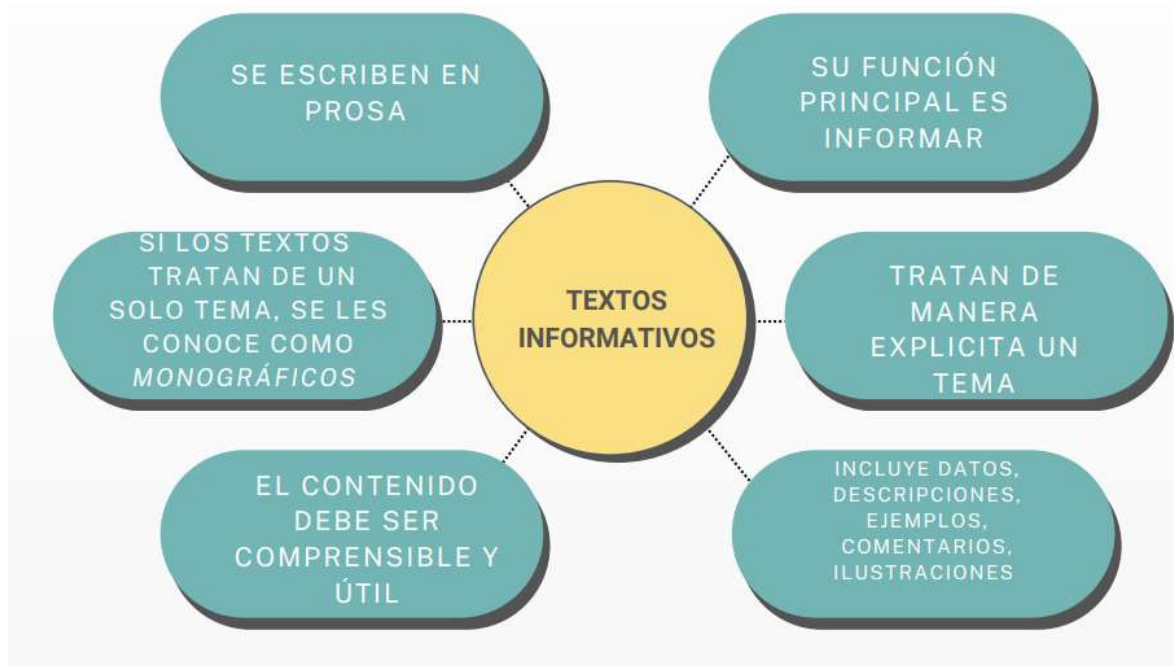 SE ESCRIBEN EN
PROSA
SU FUNCIÓN
PRINCIPAL ES
INFORMAR
SI LOS TEXTOS
TRATAN DE UN
SOLO TEMA, SE LES
CONOCE COMO
MONOGRÁFICOS
TEXTOS
INFORMATIVOS
TRATAN DE
MANERA
EXPLICITA UN
TEMA
EL CONTENIDO
DEBE SER
COMPRENSIBLE Y
ÚTIL
INCLUYE DATOS,
DESCRIPCIONES,
EJEMPLOS,
COMENTARIOS,
ILUSTRACIONES